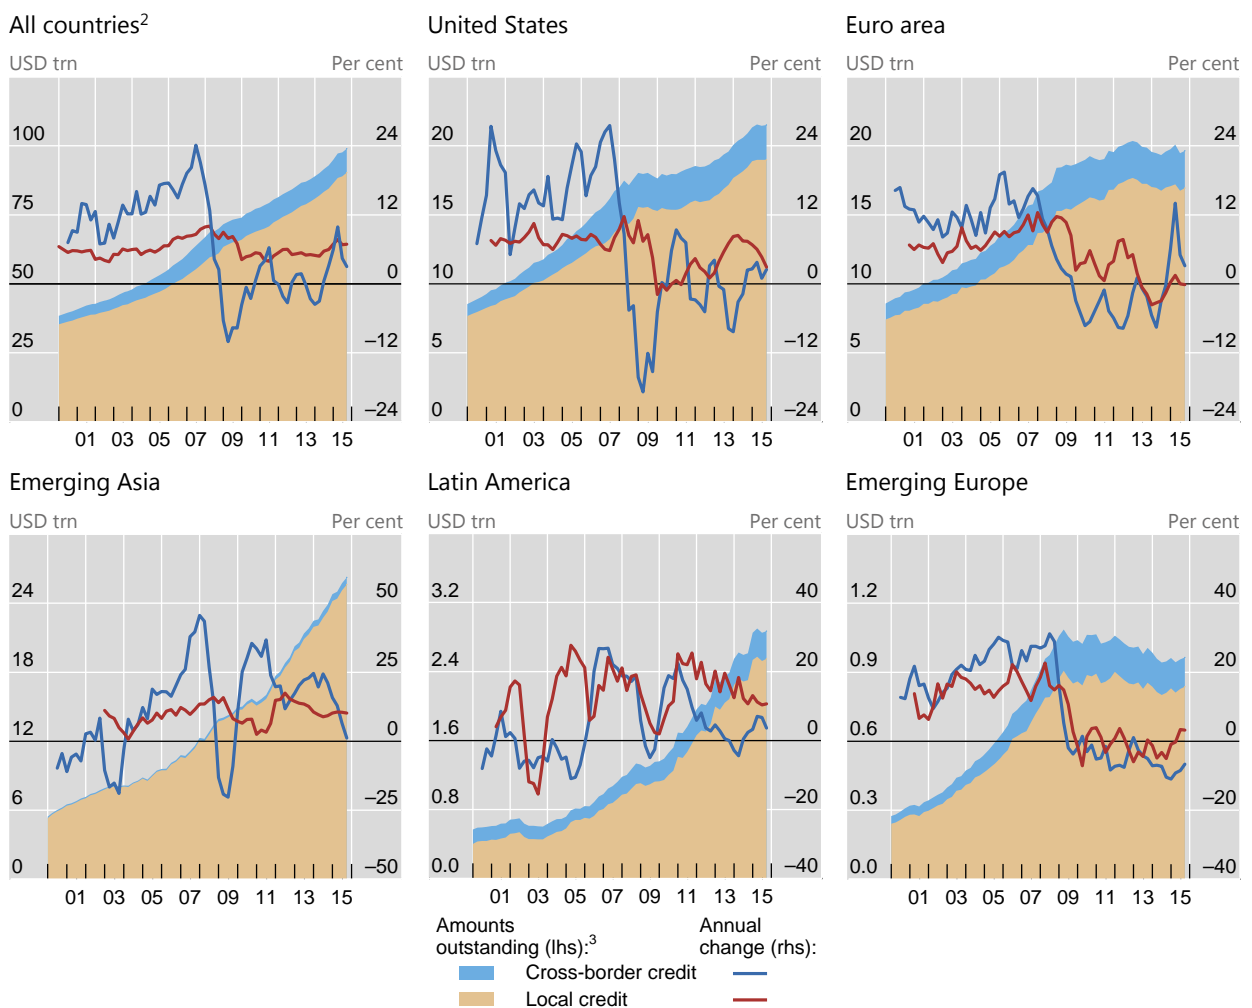 All countries2
USD trn Per cent
100 24
75 12
50 0
25 –12
0 –24
01 03 05 07 09 11 13 15
United States
USD trn Per cent
20 24
15 12
10 0
5 –12
0 –24
01 03 05 07 09 11 13 15
Euro area
USD trn Per cent
20 24
15 12
10 0
5 –12
0 –24
01 03 05 07 09 11 13 15
Emerging Asia
USD trn Per cent
24 50
18 25
12 0
6 –25
0 –50
01 03 05 07 09 11 13 15
Latin America
USD trn Per cent
3.2 40
2.4 20
1.6 0
0.8 –20
0.0 –40
01 03 05 07 09 11 13 15
Emerging Europe
USD trn Per cent
1.2 40
0.9 20
0.6 0
0.3 –20
0.0 –40
01 03 05 07 09 11 13 15
Amounts
outstanding (lhs):3
Annual
change (rhs):
Cross-border credit
Local credit